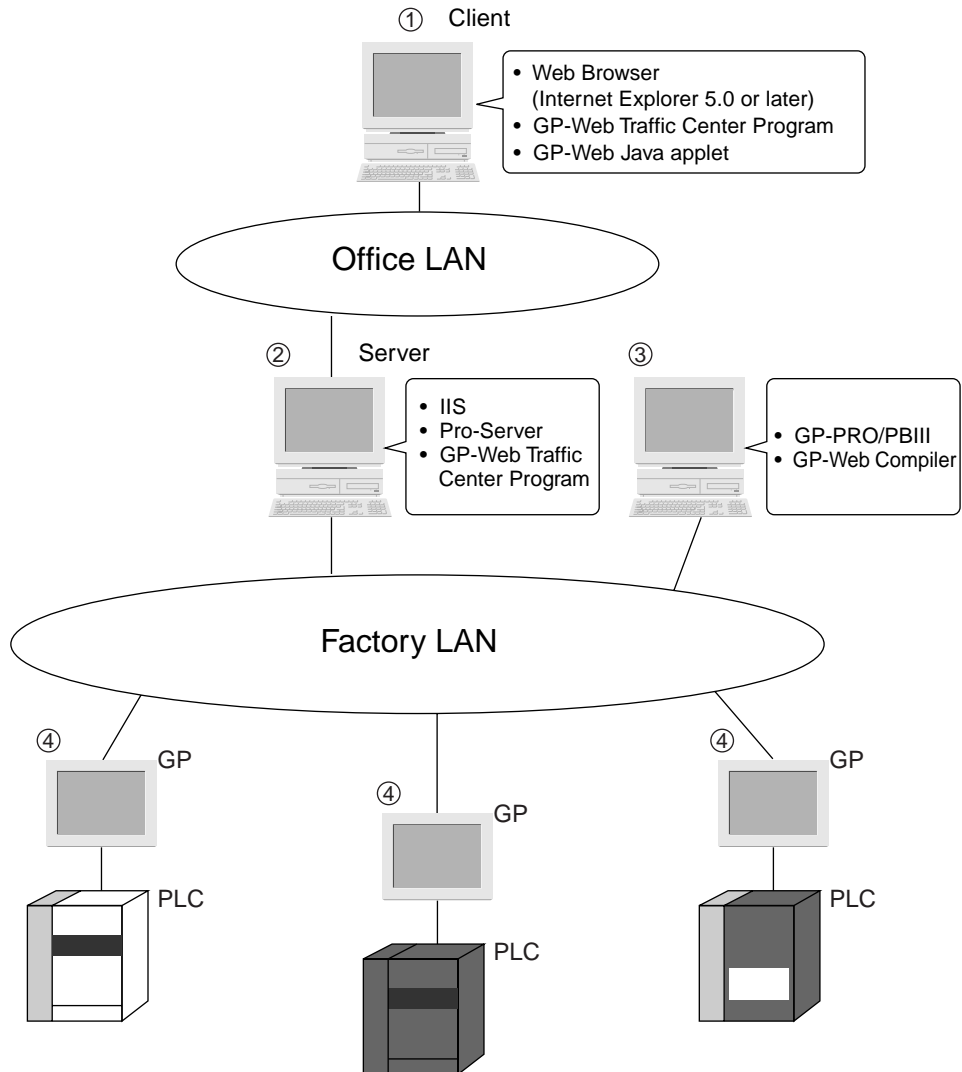 ① Client
• Web Browser
(Internet Explorer 5.0 or later)
• GP-Web Traffic Center Program
• GP-Web Java applet
Office LAN
② Server
③
• IIS
• Pro-Server
• GP-Web Traffic
Center Program
• GP-PRO/PBIII
• GP-Web Compiler
Factory LAN
④
GP
④
GP
④
GP
PLC
PLC
PLC